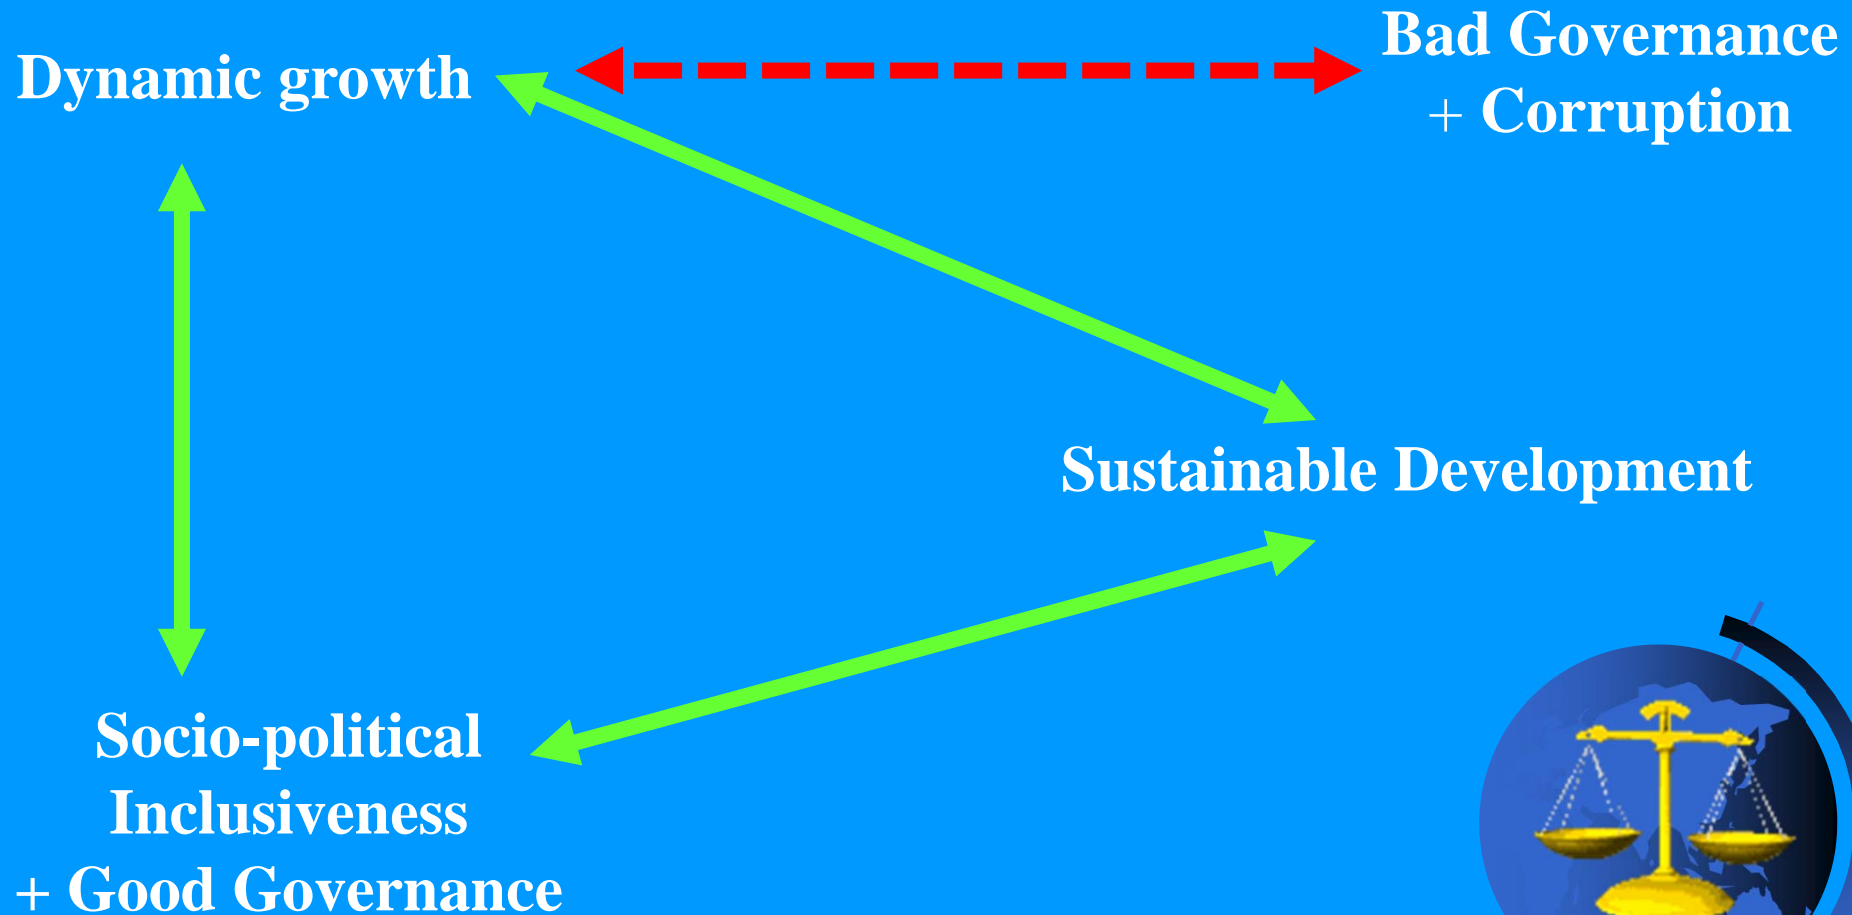 Dynamic growth
Bad Governance
+ Corruption
Sustainable Development
Socio-political
Inclusiveness
+ Good Governance